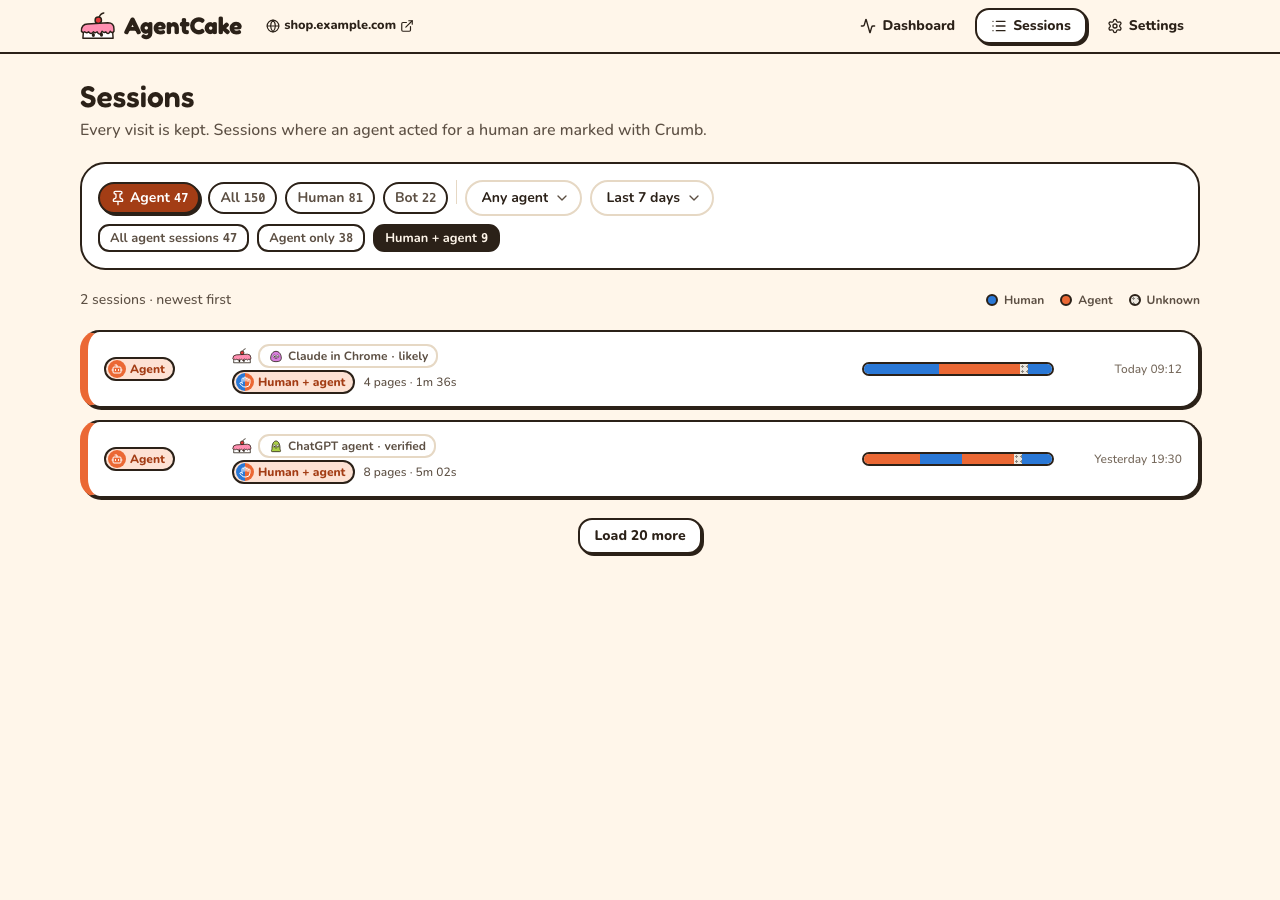 AgentCake shop.example.com Dashboard Sessions Settings
Sessions
Every visit is kept. Sessions where an agent acted for a human are marked with Crumb.
Agent 47 All 150 Human 81 Bot 22 Any agent Last 7 days
All agent sessions 47 Agent only 38 Human + agent 9
2 sessions · newest first Human Agent Unknown
Agent Claude in Chrome · likely Today 09:12
Human + agent 4 pages · 1m 36s
Agent ChatGPT agent · verified Yesterday 19:30
Human + agent 8 pages · 5m 02s
Load 20 more